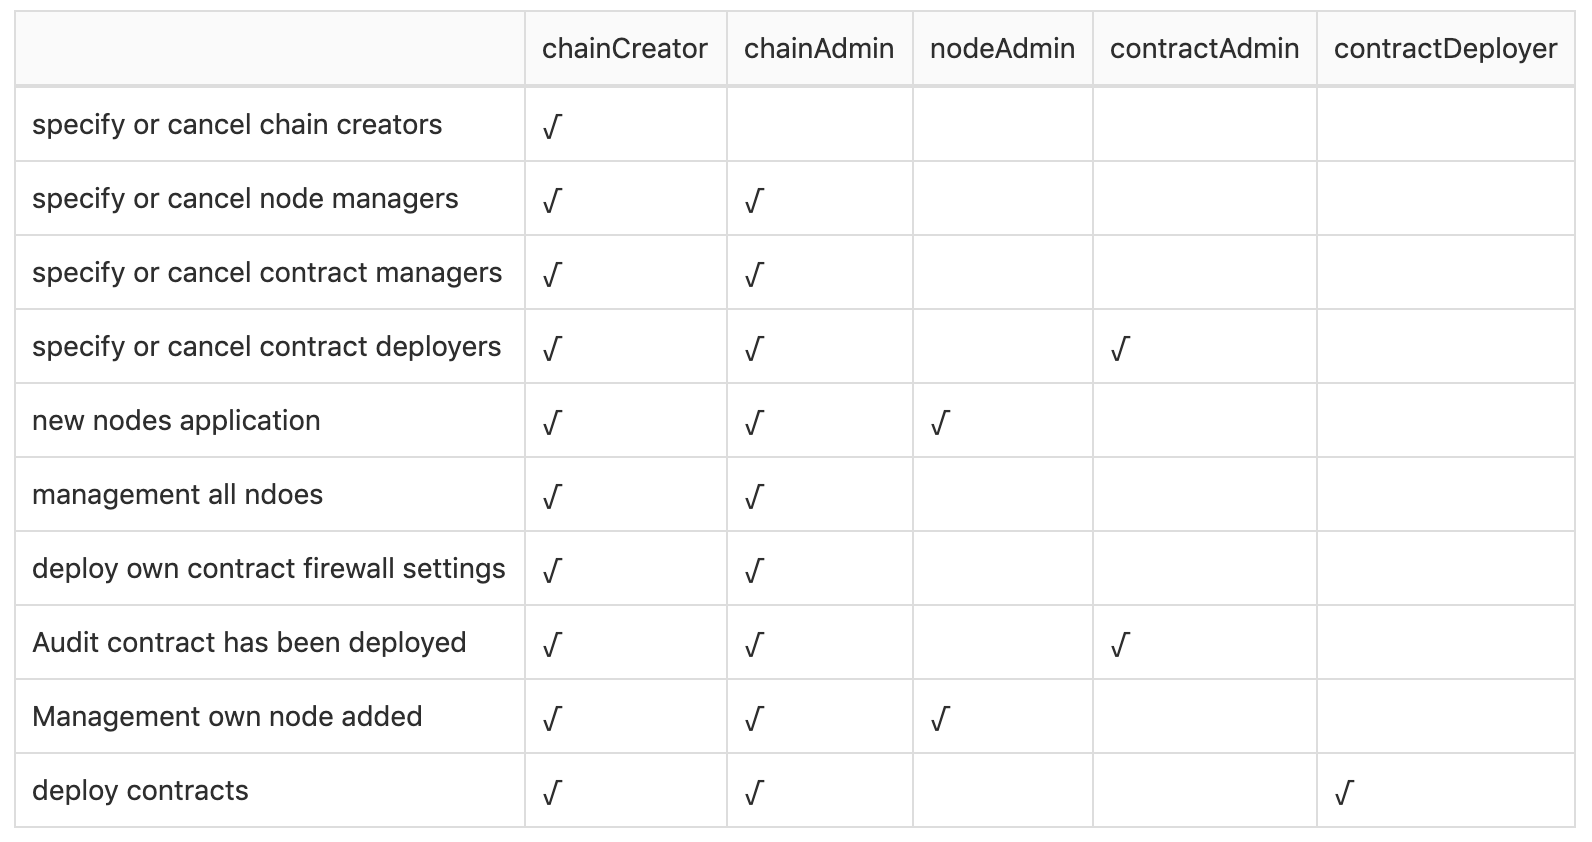 chainCreator chainAdmin nodeAdmin contractAdmin contractDeployer
specify or cancel chain creators √
specify or cancel node managers √ √
specify or cancel contract managers √ √
specify or cancel contract deployers √ √ √
new nodes application √ √ √
management all ndoes √ √
deploy own contract firewall settings √ √
Audit contract has been deployed √ √ √
Management own node added √ √ √
deploy contracts √ √ √